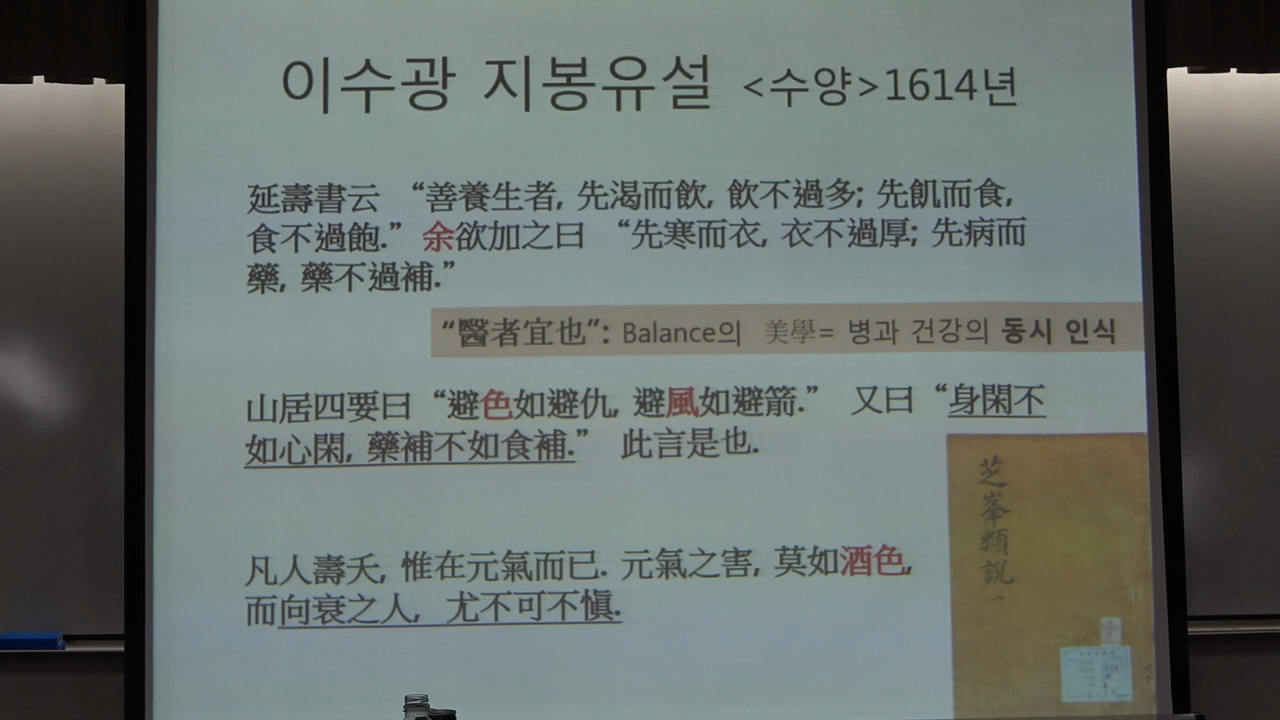 이수광 지봉유설 <수양>1614년
延壽書云 “善養生者, 先渴而飮, 飮不過多; 先飢而食,
食不過飽.” 余欲加之曰 “先寒而衣, 衣不過厚; 先病而
藥, 藥不過補.”
“醫者宜也”: Balance의 美學= 병과 건강의 동시 인식
山居四要曰 “避色如避仇, 避風如避箭.” 又曰 “身閑不
如心閑, 藥補不如食補.” 此言是也.
凡人壽夭, 惟在元氣而已. 元氣之害, 莫如酒色,
而向衰之人, 尤不可不愼.
芝峯類說 一